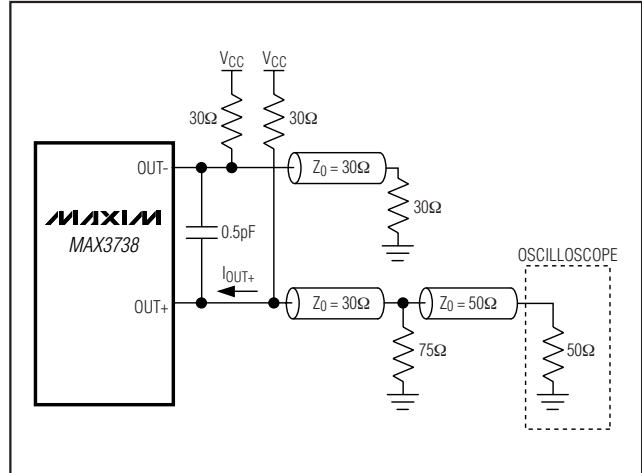 VCC VCC
30Ω 30Ω
OUT-
Z0 = 30Ω
30Ω
MAXIM
MAX3738
0.5pF
OSCILLOSCOPE
IOUT+
OUT+
Z0 = 30Ω
Z0 = 50Ω
75Ω
50Ω